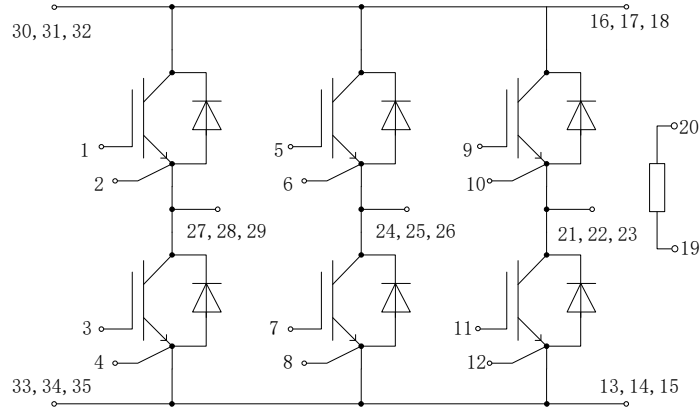 30, 31, 32
16, 17, 18
1
2
5
6
9
10
20
27, 28, 29
24, 25, 26
21, 22, 23
19
3
4
7
8
11
12
33, 34, 35
13, 14, 15